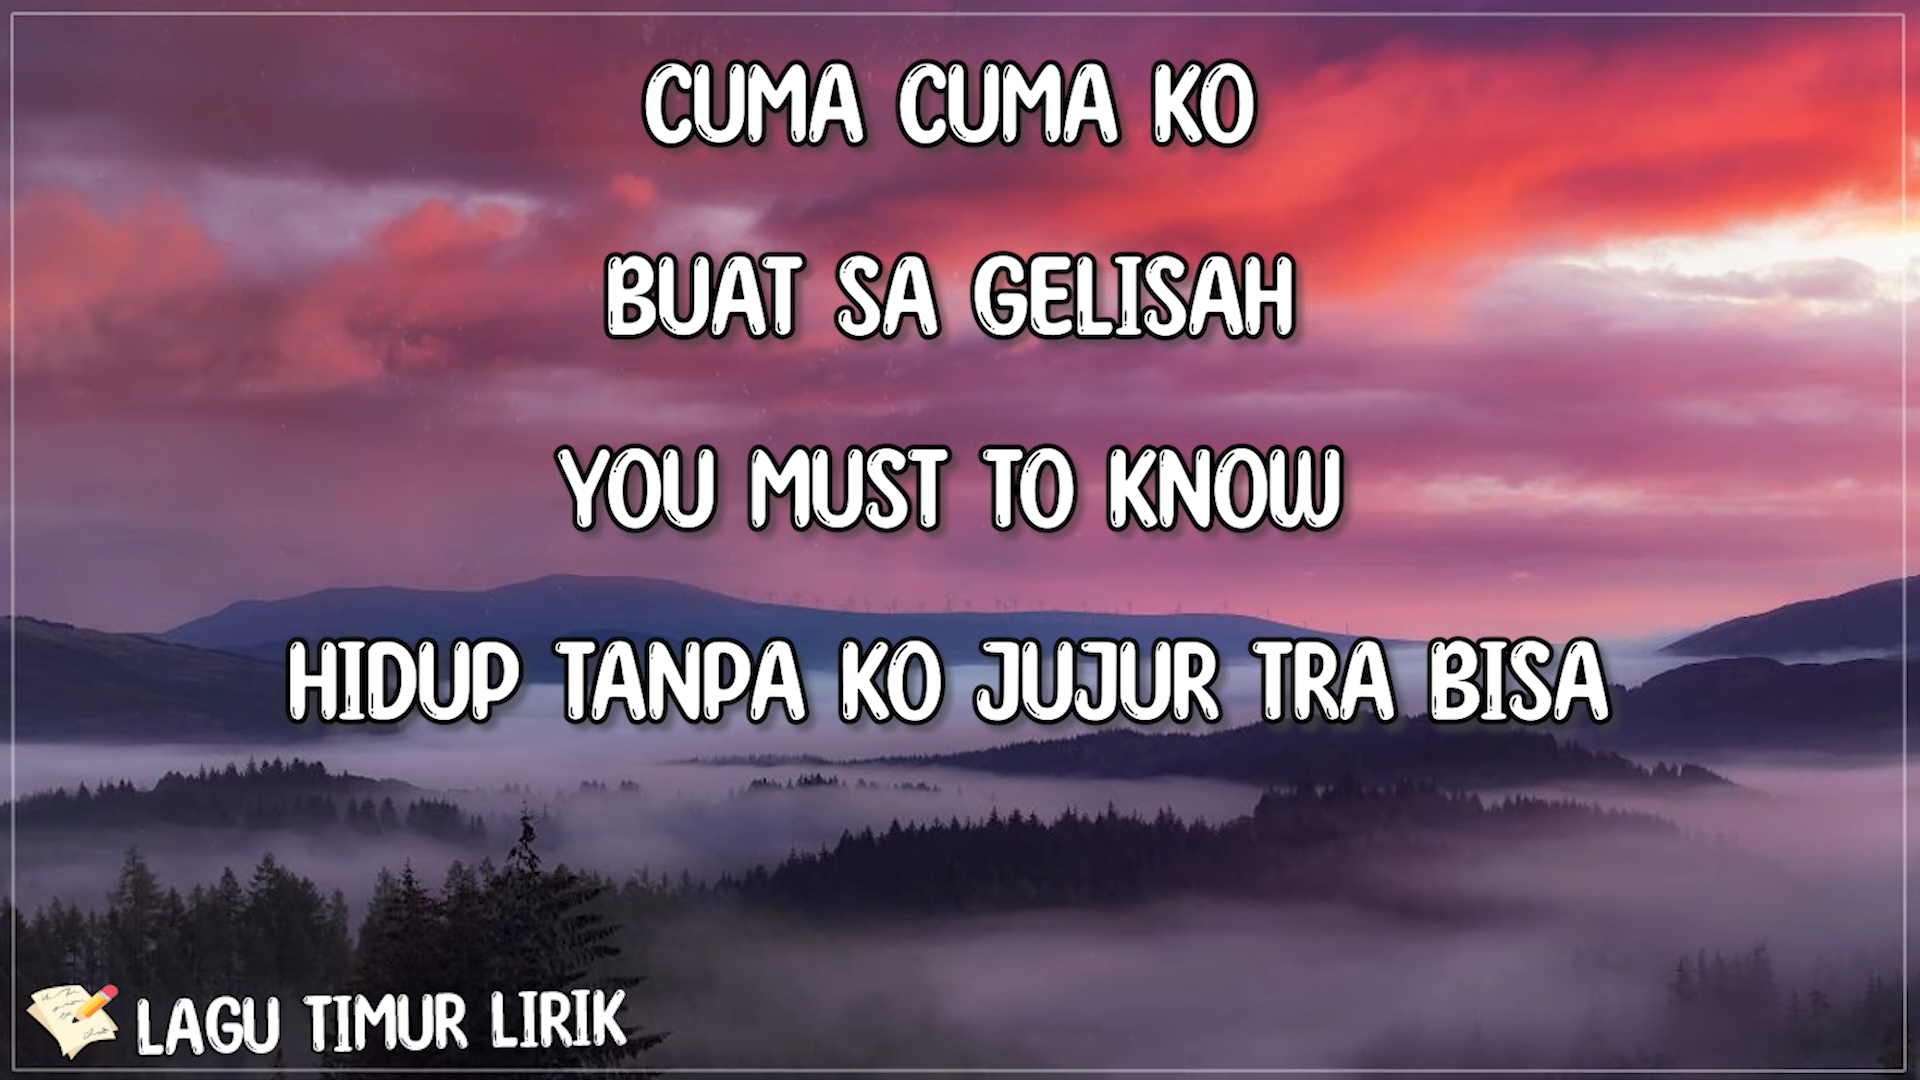 CUMA CUMA KO
BUAT SA GELISAH
YOU MUST TO KNOW
HIDUP TANPA KO JUJUR TRA BISA
LAGU TIMUR LIRIK